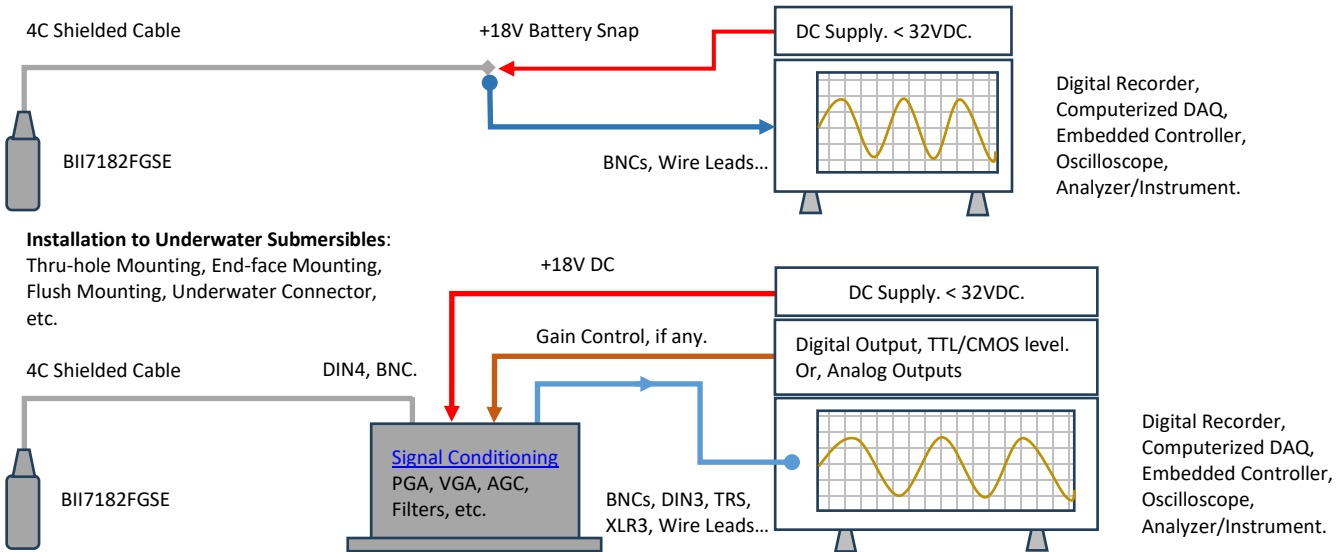 4C Shielded Cable
+18V Battery Snap
DC Supply. < 32VDC.
BII7182FGSE
BNCs, Wire Leads...
Digital Recorder,
Computerized DAQ,
Embedded Controller,
Oscilloscope,
Analyzer/Instrument.
Installation to Underwater Submersibles:
Thru-hole Mounting, End-face Mounting,
Flush Mounting, Underwater Connector,
etc.
+18V DC
DC Supply. < 32VDC.
Gain Control, if any.
Digital Output, TTL/CMOS level.
Or, Analog Outputs
4C Shielded Cable
DIN4, BNC.
BII7182FGSE
Signal Conditioning
PGA, VGA, AGC,
Filters, etc.
BNCs, DIN3, TRS,
XLR3, Wire Leads...
Digital Recorder,
Computerized DAQ,
Embedded Controller,
Oscilloscope,
Analyzer/Instrument.